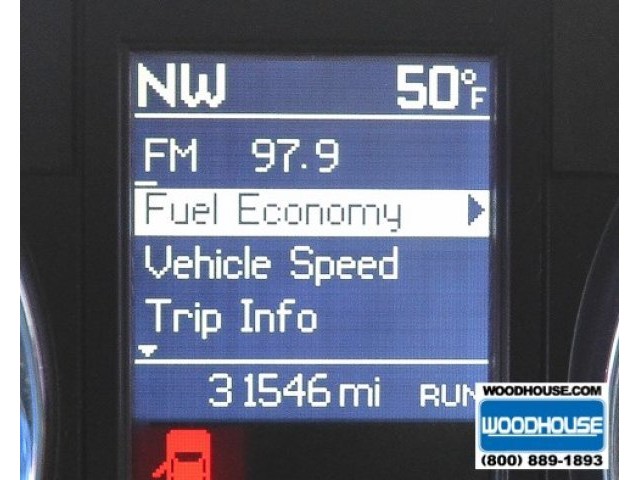 NW 50°F
FM 97.9
Fuel Economy
Vehicle Speed
Trip Info
31546 mi RUN
WOODHOUSE.COM
WOODHOUSE
(800) 889-1893